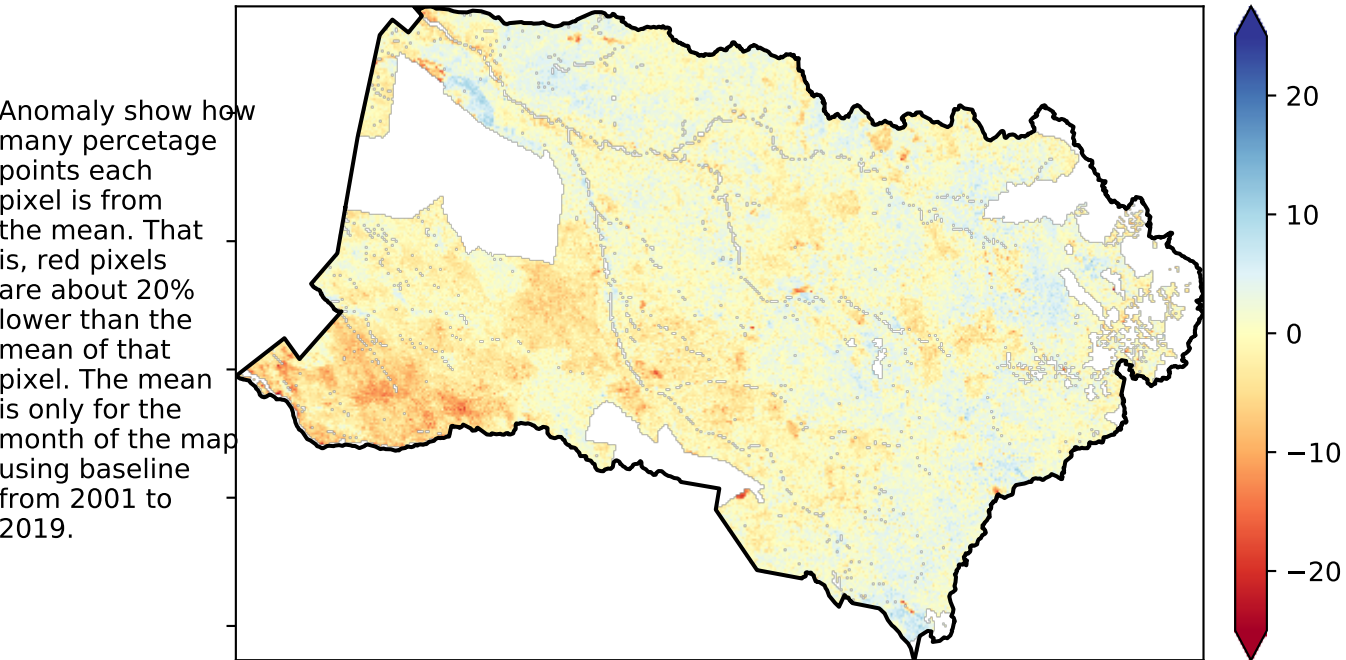 Anomaly show how
many percetage
points each
pixel is from
the mean. That
is, red pixels
are about 20%
lower than the
mean of that
pixel. The mean
is only for the
month of the map
using baseline
from 2001 to
2019.
20
10
0
−10
−20